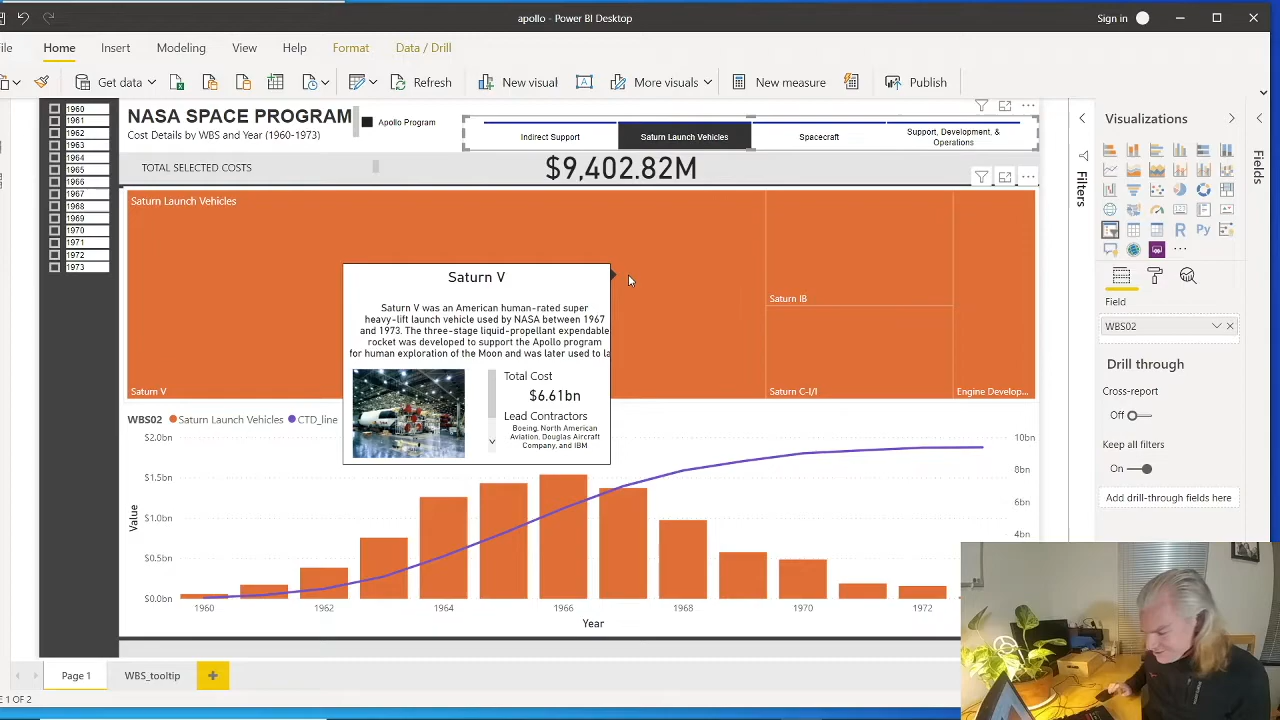 apollo - Power BI Desktop
Sign in
Home
Insert
Modeling
View
Help
Format
Data / Drill
Get data
Refresh
New visual
More visuals
New measure
Publish
1960
1961
1962
1963
1964
1965
1966
1967
1968
1969
1970
1971
1972
1973
NASA SPACE PROGRAM
Cost Details by WBS and Year (1960-1973)
Apollo Program
Indirect Support
Saturn Launch Vehicles
Spacecraft
Support, Development, &
Operations
TOTAL SELECTED COSTS
$9,402.82M
Saturn Launch Vehicles
Saturn V
Saturn IB
Saturn C-I/I
Engine Develop...
Saturn V
Saturn V was an American human-rated super
heavy-lift launch vehicle used by NASA between 1967
and 1973. The three-stage liquid-propellant expendable
rocket was developed to support the Apollo program
for human exploration of the Moon and was later used to la
Total Cost
$6.61bn
Lead Contractors
Boeing, North American
Aviation, Douglas Aircraft
Company, and IBM
WBS02
Saturn Launch Vehicles
CTD_line
$2.0bn
$1.5bn
$1.0bn
$0.5bn
$0.0bn
Value
10bn
8bn
6bn
4bn
1960
1962
1964
1966
1968
1970
1972
Year
Filters
Visualizations
Fields
R
Py
Field
WBS02
Drill through
Cross-report
Off
Keep all filters
On
Add drill-through fields here
Page 1
WBS_tooltip
1 OF 2